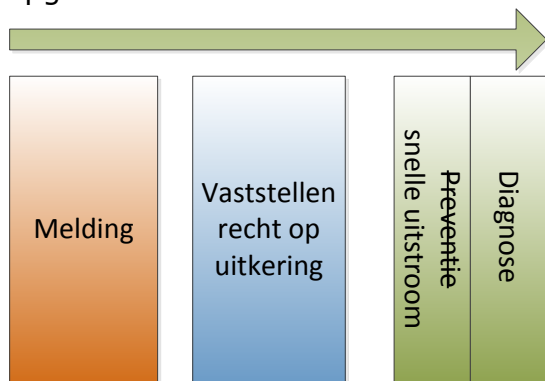 Melding
Vaststellen
recht op
uitkering
Preventie
snelle uitstroom
Diagnose